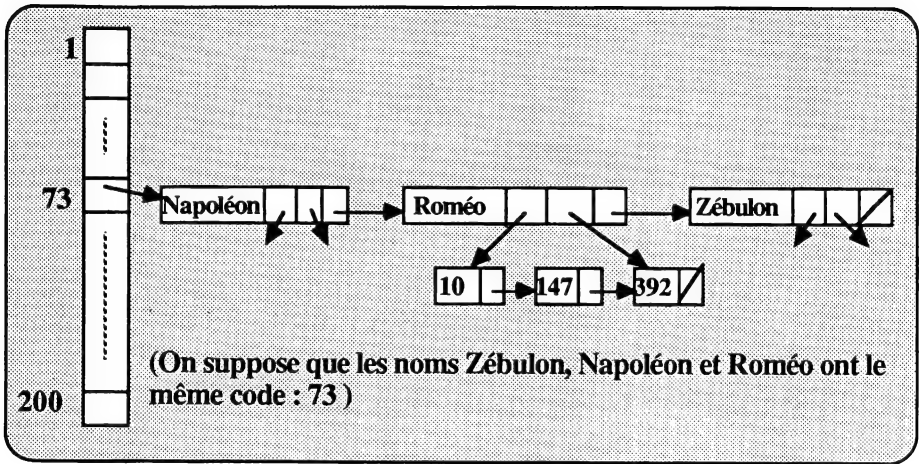 1
73
Napoléon
Roméo
Zébulon
10
147
392
(On suppose que les noms Zébulon, Napoléon et Roméo ont le
même code : 73 )
200